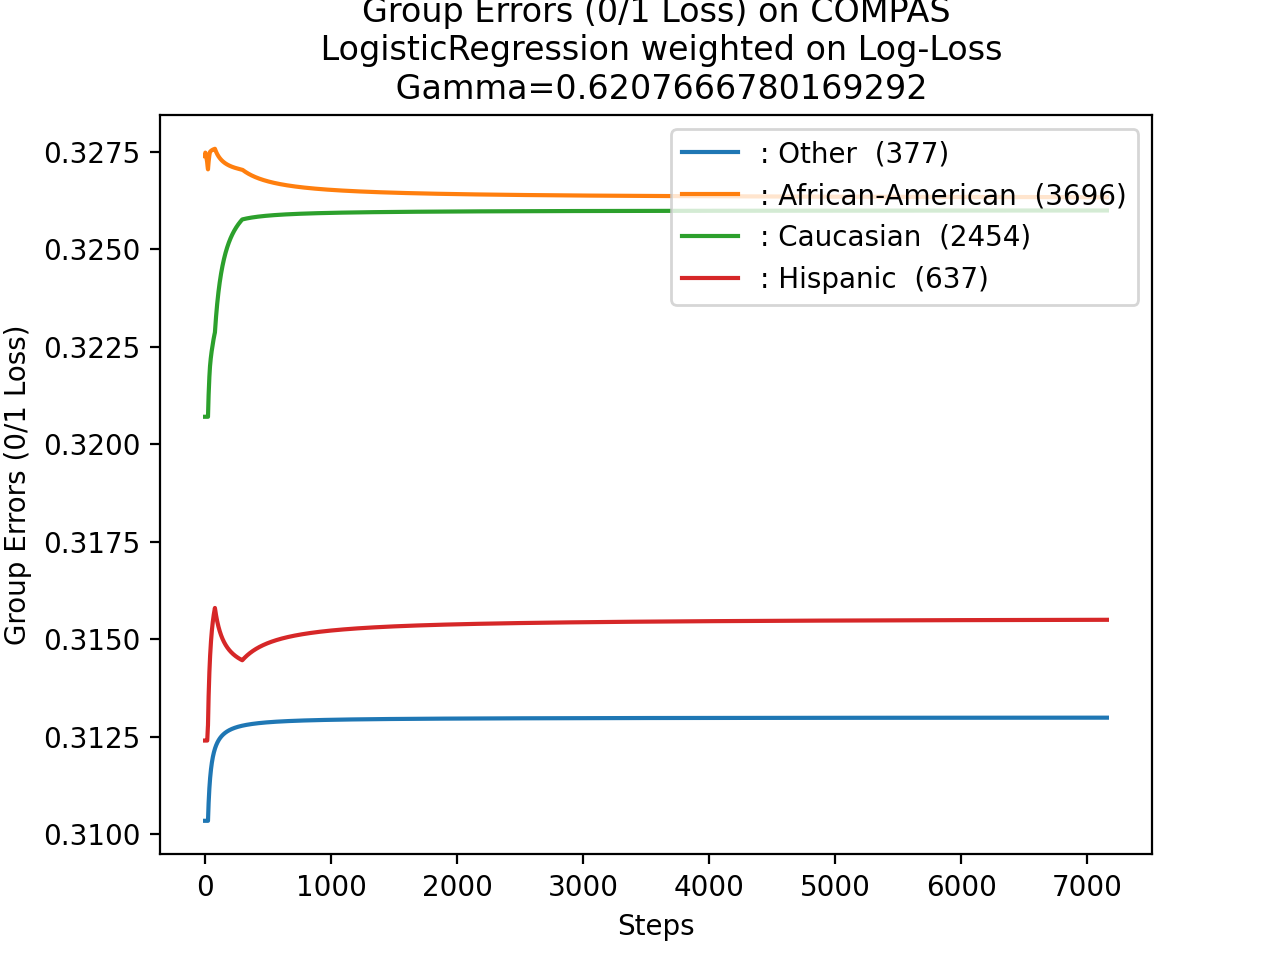 Group Errors (0/1 Loss) on COMPAS
LogisticRegression weighted on Log-Loss
Gamma=0.6207666780169292
: Other (377)
: African-American (3696)
: Caucasian (2454)
: Hispanic (637)
Group Errors (0/1 Loss)
0.3275
0.3250
0.3225
0.3200
0.3175
0.3150
0.3125
0.3100
0 1000 2000 3000 4000 5000 6000 7000
Steps